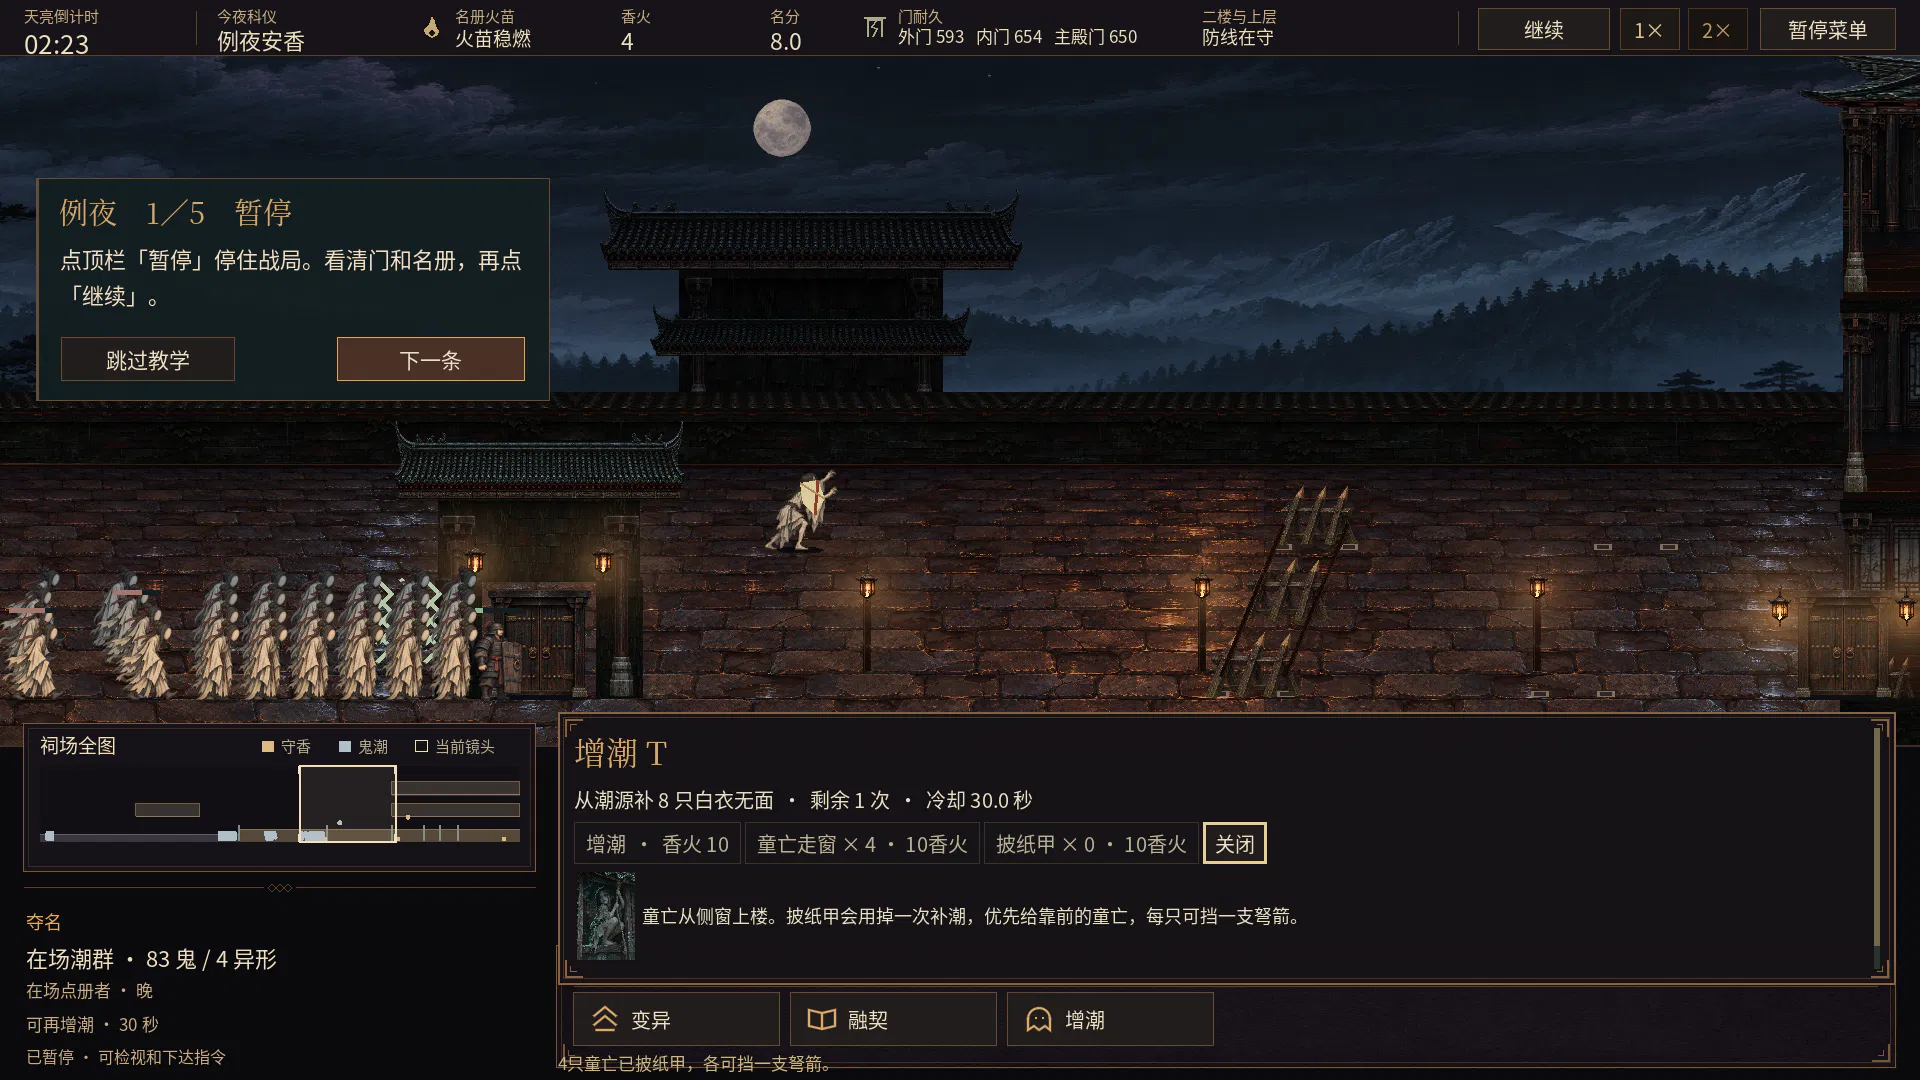 天亮倒计时
02:23
今夜科仪
例夜安香
名册火苗
火苗稳燃
香火
4
名分
8.0
门耐久
外门 593 内门 654 主殿门 650
二楼与上层
防线在守
继续
1×
2×
暂停菜单
例夜 1／5 暂停
点顶栏「暂停」停住战局。看清门和名册，再点
「继续」。
跳过教学
下一条
祠场全图
守香
鬼潮
当前镜头
夺名
在场潮群 · 83 鬼 / 4 异形
在场点册者 · 晚
可再增潮 · 30 秒
已暂停 · 可检视和下达指令
增潮 T
从潮源补 8 只白衣无面 · 剩余 1 次 · 冷却 30.0 秒
增潮 · 香火 10
童亡走窗 × 4 · 10香火
披纸甲 × 0 · 10香火
关闭
童亡从侧窗上楼。披纸甲会用掉一次补潮，优先给靠前的童亡，每只可挡一支弩箭。
变异
融契
增潮
4只童亡已披纸甲，各可挡一支弩箭。